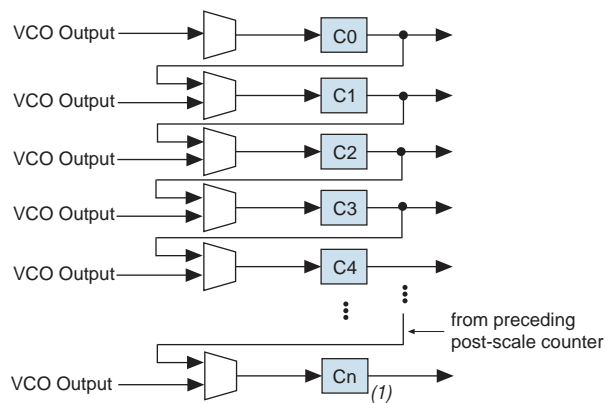 VCO Output
C0
VCO Output
C1
VCO Output
C2
VCO Output
C3
VCO Output
C4
from preceding
post-scale counter
VCO Output
Cn
(1)